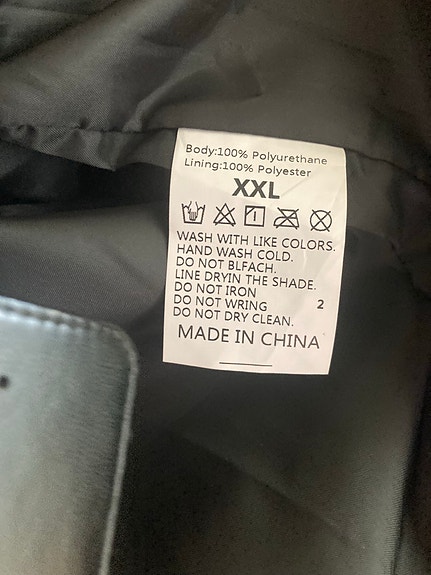 Body:100% Polyurethane
Lining:100% Polyester
XXL
WASH WITH LIKE COLORS.
HAND WASH COLD.
DO NOT BLFACH.
LINE DRYIN THE SHADE.
DO NOT IRON
DO NOT WRING 2
DO NOT DRY CLEAN.
MADE IN CHINA